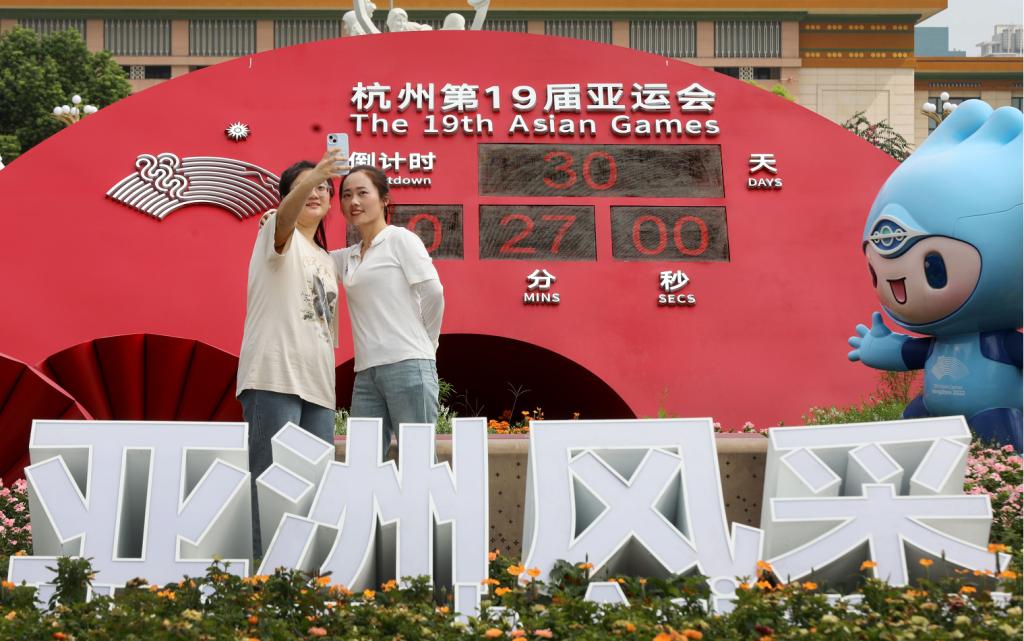 杭州第19届亚运会
The 19th Asian Games
倒计时
30
天
DAYS
0
27
00
分
秒
MINS
SECS
亚洲风采